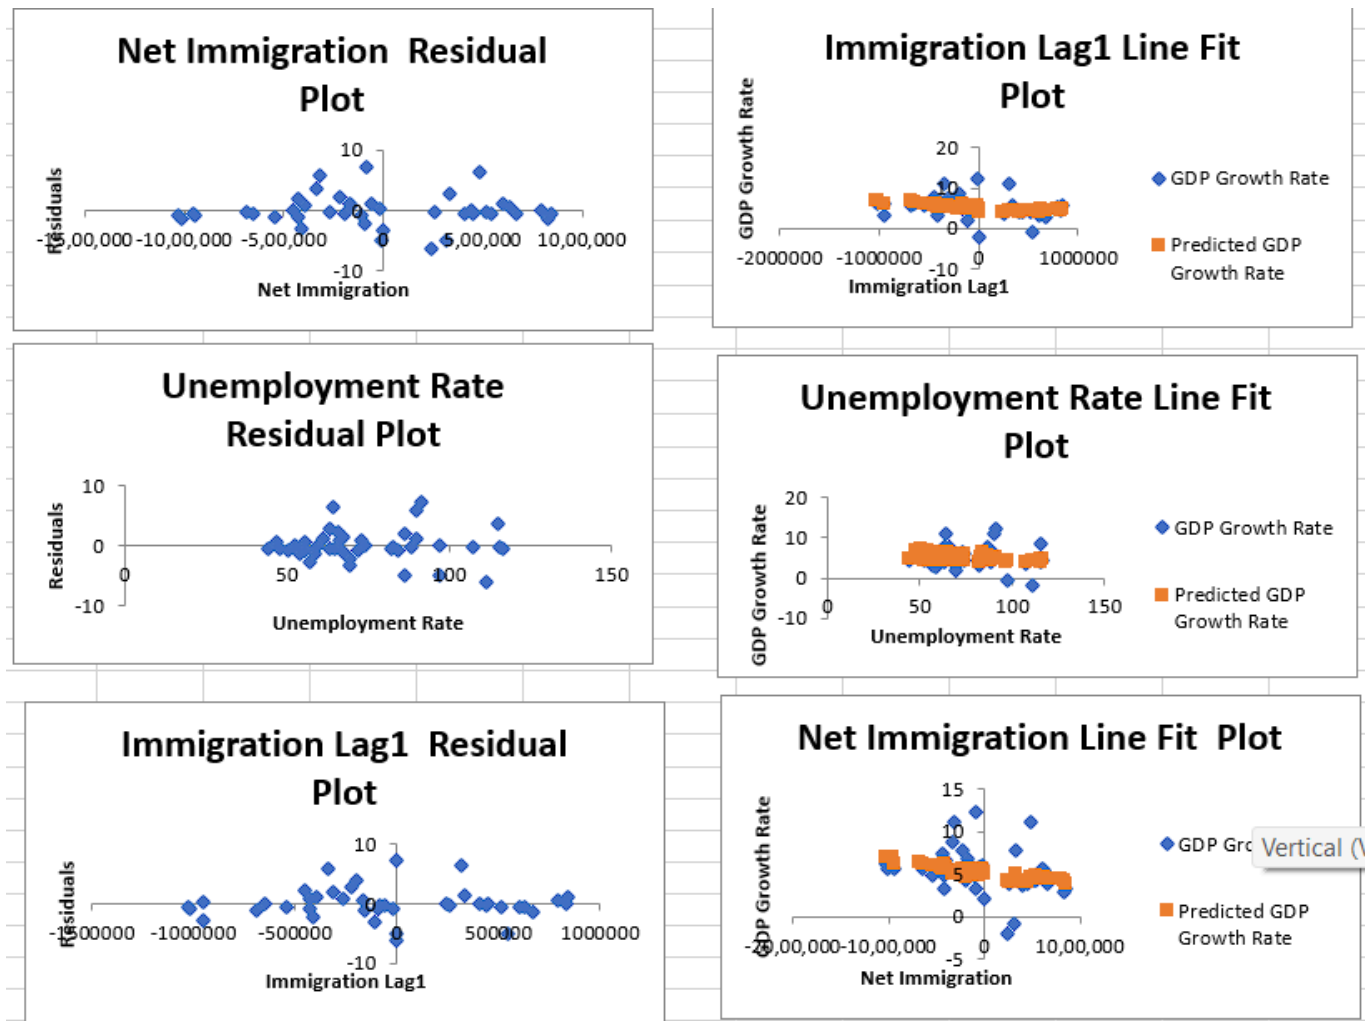 Net Immigration Residual
Plot
10
Residuals
0
-15,00,000 -10,00,000 -5,00,000 0 5,00,000 10,00,000
-10
Net Immigration
Immigration Lag1 Line Fit
Plot
GDP Growth Rate
20
10
0
-2000000 -1000000 0 1000000
-10
Immigration Lag1
GDP Growth Rate
Predicted GDP
Growth Rate
Unemployment Rate
Residual Plot
10
Residuals
0
0 50 100 150
-10
Unemployment Rate
Unemployment Rate Line Fit
Plot
GDP Growth Rate
20
10
0
0 50 100 150
-10
Unemployment Rate
GDP Growth Rate
Predicted GDP
Growth Rate
Immigration Lag1 Residual
Plot
10
Residuals
0
-1500000 -1000000 -500000 0 500000 1000000
-10
Immigration Lag1
Net Immigration Line Fit Plot
GDP Growth Rate
15
10
5
0
-20,00,000 -10,00,000 0 10,00,000
-5
Net Immigration
GDP Gro
Vertical (V
Predicted GDP
Growth Rate